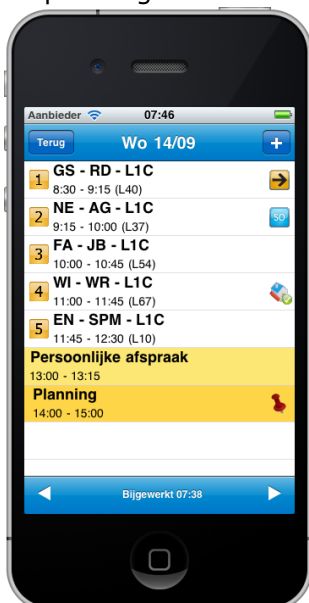 Aanbieder 07:46
Terug Wo 14/09 +
1 GS - RD - L1C
8:30 - 9:15 (L40)
2 NE - AG - L1C SO
9:15 - 10:00 (L37)
3 FA - JB - L1C
10:00 - 10:45 (L54)
4 WI - WR - L1C
11:00 - 11:45 (L67)
5 EN - SPM - L1C
11:45 - 12:30 (L10)
Persoonlijke afspraak
13:00 - 13:15
Planning
14:00 - 15:00
Bijgewerkt 07:38